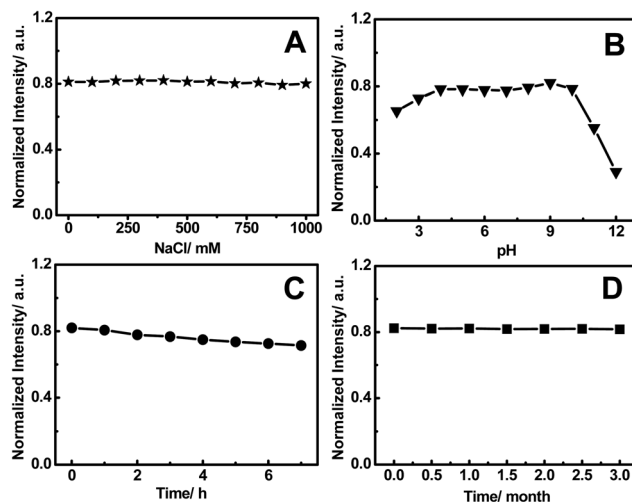 A
Normalized Intensity/ a.u.
1.2
0.8
0.4
0.0
0 250 500 750 1000
NaCl/ mM
B
Normalized Intensity/ a.u.
1.2
0.8
0.4
0.0
3 6 9 12
pH
C
Normalized Intensity/ a.u.
1.2
0.8
0.4
0.0
0 2 4 6
Time/ h
D
Normalized Intensity/ a.u.
1.2
0.8
0.4
0.0
0.0 0.5 1.0 1.5 2.0 2.5 3.0
Time/ month